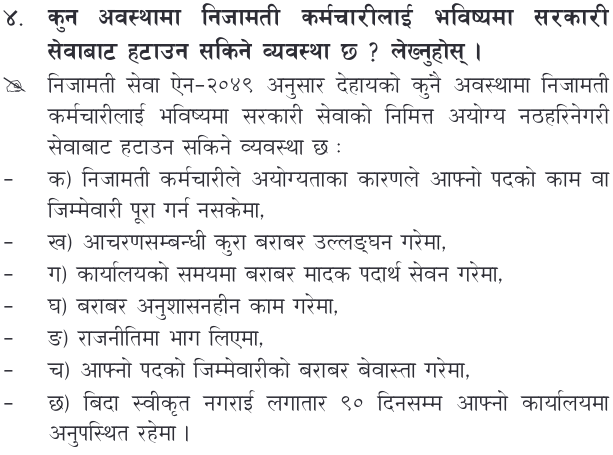 ४. कुन अवस्थामा निजामती कर्मचारीलाई भविष्यमा सरकारी
सेवाबाट हटाउन सकिने व्यवस्था छ ? लेख्नुहोस् ।
निजामती सेवा ऐन-२०४९ अनुसार देहायको कुनै अवस्थामा निजामती
कर्मचारीलाई भविष्यमा सरकारी सेवाको निमित्त अयोग्य नठहरिनेगरी
सेवाबाट हटाउन सकिने व्यवस्था छ :
- क) निजामती कर्मचारीले अयोग्यताका कारणले आफ्नो पदको काम वा
जिम्मेवारी पूरा गर्न नसकेमा,
- ख) आचरणसम्बन्धी कुरा बराबर उल्लङ्घन गरेमा,
- ग) कार्यालयको समयमा बराबर मादक पदार्थ सेवन गरेमा,
- घ) बराबर अनुशासनहीन काम गरेमा,
- ङ) राजनीतिमा भाग लिएमा,
- च) आफ्नो पदको जिम्मेवारीको बराबर बेवास्ता गरेमा,
- छ) बिदा स्वीकृत नगराई लगातार ९० दिनसम्म आफ्नो कार्यालयमा
अनुपस्थित रहेमा ।